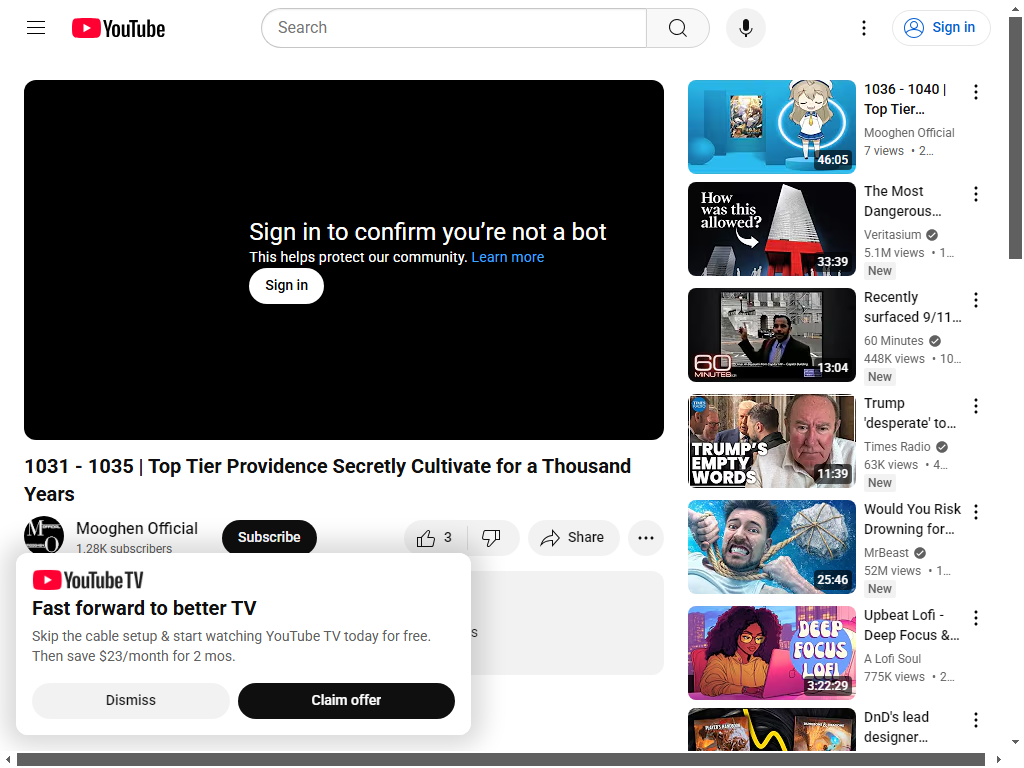 YouTube
Search
Sign in
Sign in to confirm you’re not a bot
This helps protect our community. Learn more
Sign in
1031 - 1035 | Top Tier Providence Secretly Cultivate for a Thousand
Years
Mooghen Official
1.28K subscribers
Subscribe
3
Share
s
YouTube TV
Fast forward to better TV
Skip the cable setup & start watching YouTube TV today for free.
Then save $23/month for 2 mos.
Dismiss
Claim offer
46:05
1036 - 1040 |
Top Tier…
Mooghen Official
7 views • 2…
How
was this
allowed?
33:39
The Most
Dangerous…
Veritasium
5.1M views • 1…
New
60
MINUTES
13:04
Recently
surfaced 9/11…
60 Minutes
448K views • 10…
New
TIMES
RADIO
TRUMP'S
EMPTY
WORDS
11:39
Trump
'desperate' to…
Times Radio
63K views • 4…
New
25:46
Would You Risk
Drowning for…
MrBeast
52M views • 1…
New
DEEP
FOCUS
LOFI
3:22:29
Upbeat Lofi -
Deep Focus &…
A Lofi Soul
775K views • 2…
PLAYER'S HANDBOOK
DnD's lead
designer…